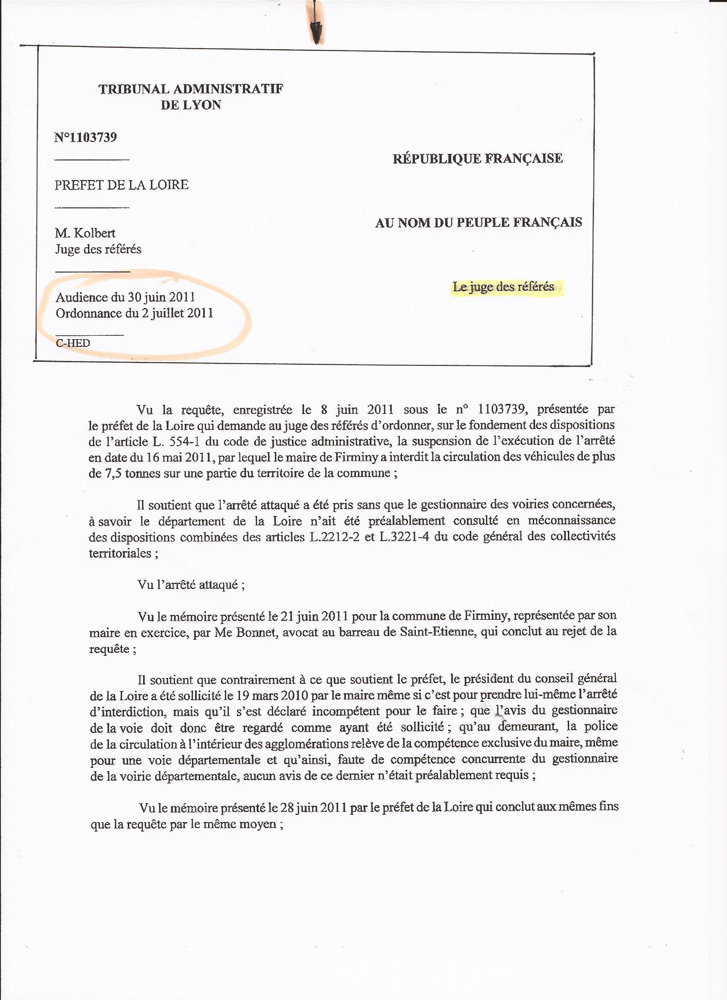 TRIBUNAL ADMINISTRATIF
DE LYON
N°1103739
PREFET DE LA LOIRE
M. Kolbert
Juge des référés
Audience du 30 juin 2011
Ordonnance du 2 juillet 2011
C-HED
RÉPUBLIQUE FRANÇAISE
AU NOM DU PEUPLE FRANÇAIS
Le juge des référés
Vu la requête, enregistrée le 8 juin 2011 sous le n° 1103739, présentée par
le préfet de la Loire qui demande au juge des référés d'ordonner, sur le fondement des dispositions
de l'article L. 554-1 du code de justice administrative, la suspension de l'exécution de l'arrêté
en date du 16 mai 2011, par lequel le maire de Firminy a interdit la circulation des véhicules de plus
de 7,5 tonnes sur une partie du territoire de la commune ;
Il soutient que l'arrêté attaqué a été pris sans que le gestionnaire des voiries concernées,
à savoir le département de la Loire n'ait été préalablement consulté en méconnaissance
des dispositions combinées des articles L.2212-2 et L.3221-4 du code général des collectivités
territoriales ;
Vu l'arrêté attaqué ;
Vu le mémoire présenté le 21 juin 2011 pour la commune de Firminy, représentée par son
maire en exercice, par Me Bonnet, avocat au barreau de Saint-Etienne, qui conclut au rejet de la
requête ;
Il soutient que contrairement à ce que soutient le préfet, le président du conseil général
de la Loire a été sollicité le 19 mars 2010 par le maire même si c'est pour prendre lui-même l'arrêté
d'interdiction, mais qu'il s'est déclaré incompétent pour le faire ; que l'avis du gestionnaire
de la voie doit donc être regardé comme ayant été sollicité ; qu'au demeurant, la police
de la circulation à l'intérieur des agglomérations relève de la compétence exclusive du maire, même
pour une voie départementale et qu'ainsi, faute de compétence concurrente du gestionnaire
de la voirie départementale, aucun avis de ce dernier n'était préalablement requis ;
Vu le mémoire présenté le 28 juin 2011 par le préfet de la Loire qui conclut aux mêmes fins
que la requête par le même moyen ;